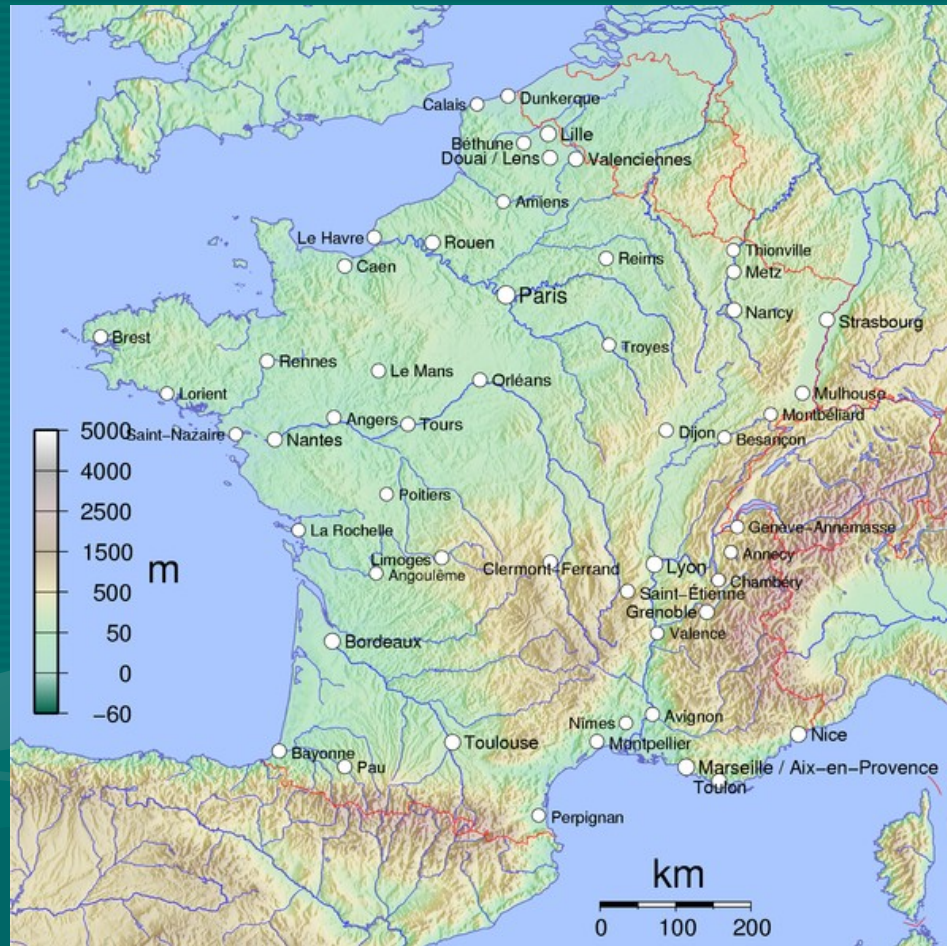 Calais
Dunkerque
Lille
Béthune
Douai / Lens
Valenciennes
Amiens
Le Havre
Rouen
Caen
Reims
Thionville
Metz
Paris
Nancy
Strasbourg
Brest
Troyes
Rennes
Le Mans
Orléans
Lorient
Mulhouse
Angers
Tours
Montbéliard
Saint-Nazaire
Nantes
Dijon
Besançon
5000
4000
2500
1500
500
50
0
-60
m
Poitiers
La Rochelle
Genève-Annemasse
Limoges
Angoulême
Clermont-Ferrand
Lyon
Annecy
Chambéry
Saint-Étienne
Grenoble
Valence
Bordeaux
Nîmes
Avignon
Bayonne
Pau
Toulouse
Montpellier
Nice
Marseille / Aix-en-Provence
Toulon
Perpignan
km
0 100 200